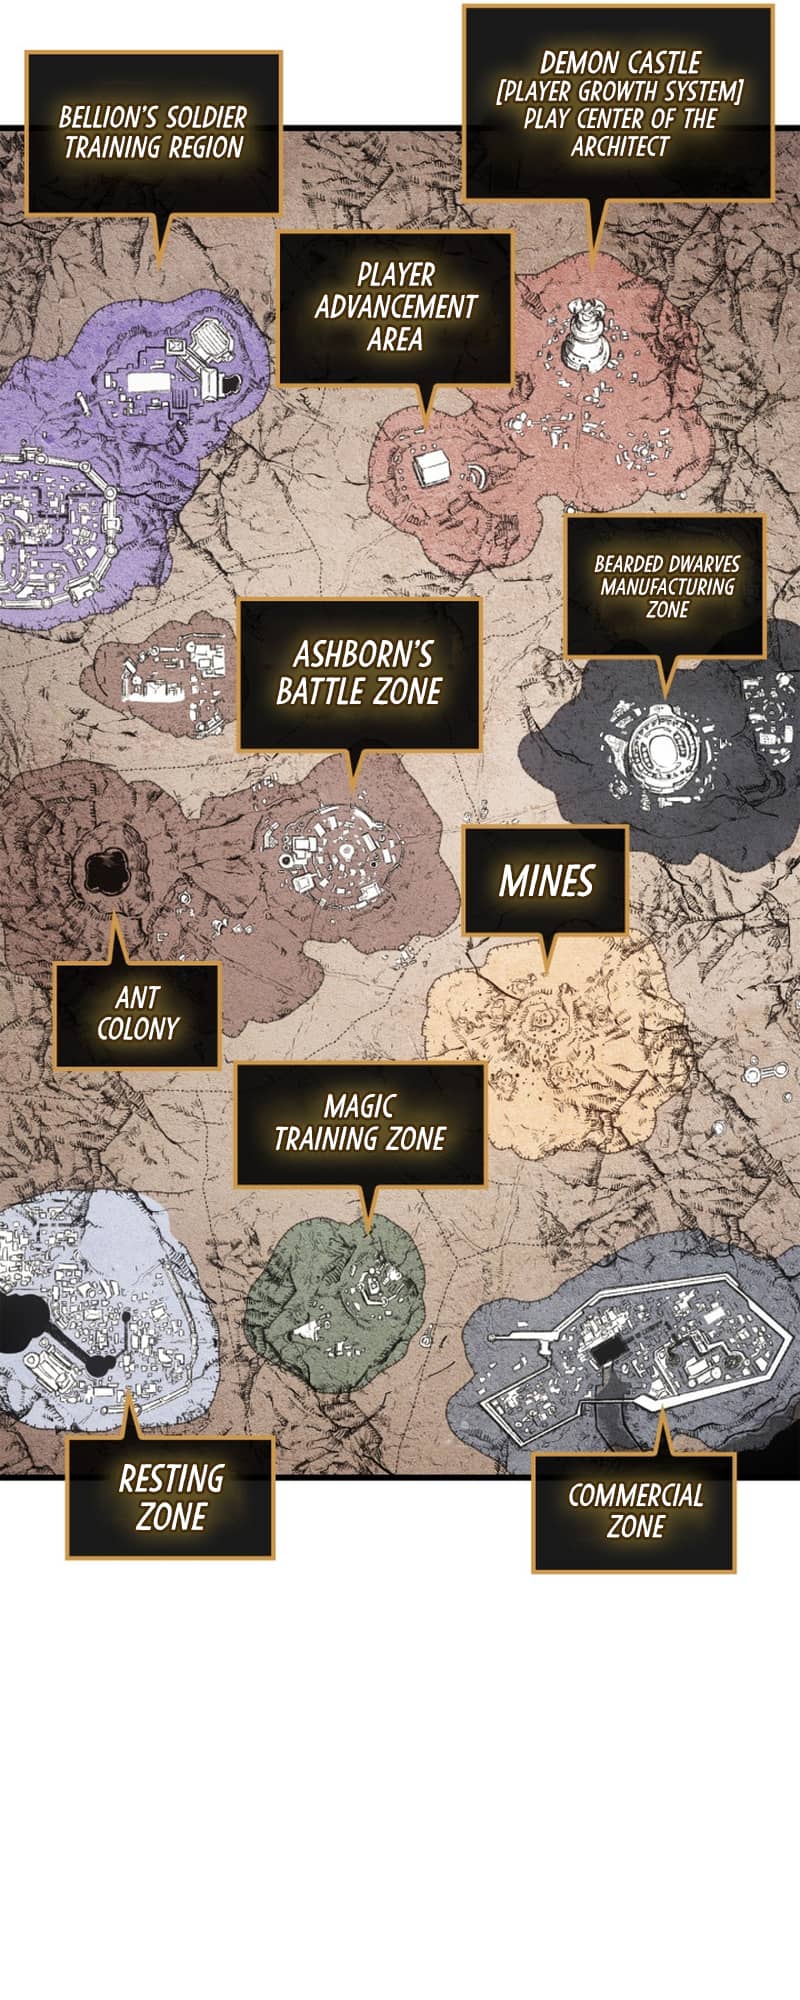 DEMON CASTLE
[PLAYER GROWTH SYSTEM]
PLAY CENTER OF THE
ARCHITECT
BELLION'S SOLDIER
TRAINING REGION
PLAYER
ADVANCEMENT
AREA
BEARDED DWARVES
MANUFACTURING
ZONE
ASHBORN'S
BATTLE ZONE
MINES
ANT
COLONY
MAGIC
TRAINING ZONE
RESTING
ZONE
COMMERCIAL
ZONE